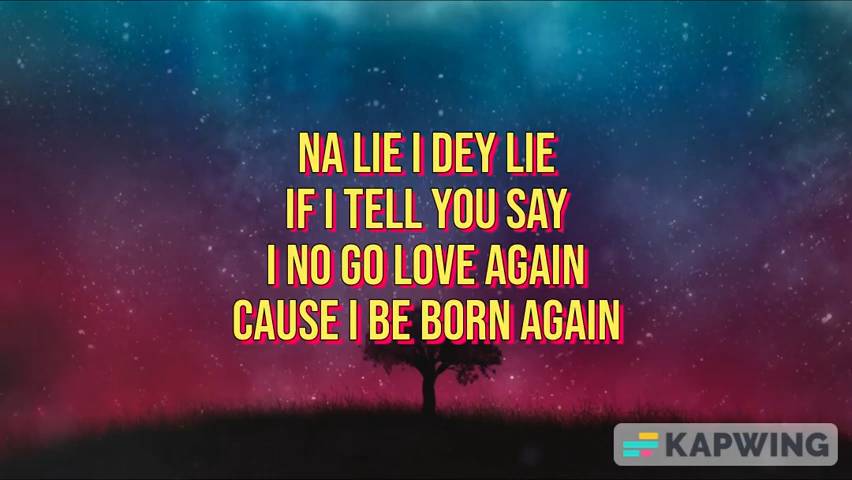 NA LIE I DEY LIE
IF I TELL YOU SAY
I NO GO LOVE AGAIN
CAUSE I BE BORN AGAIN
KAPWING